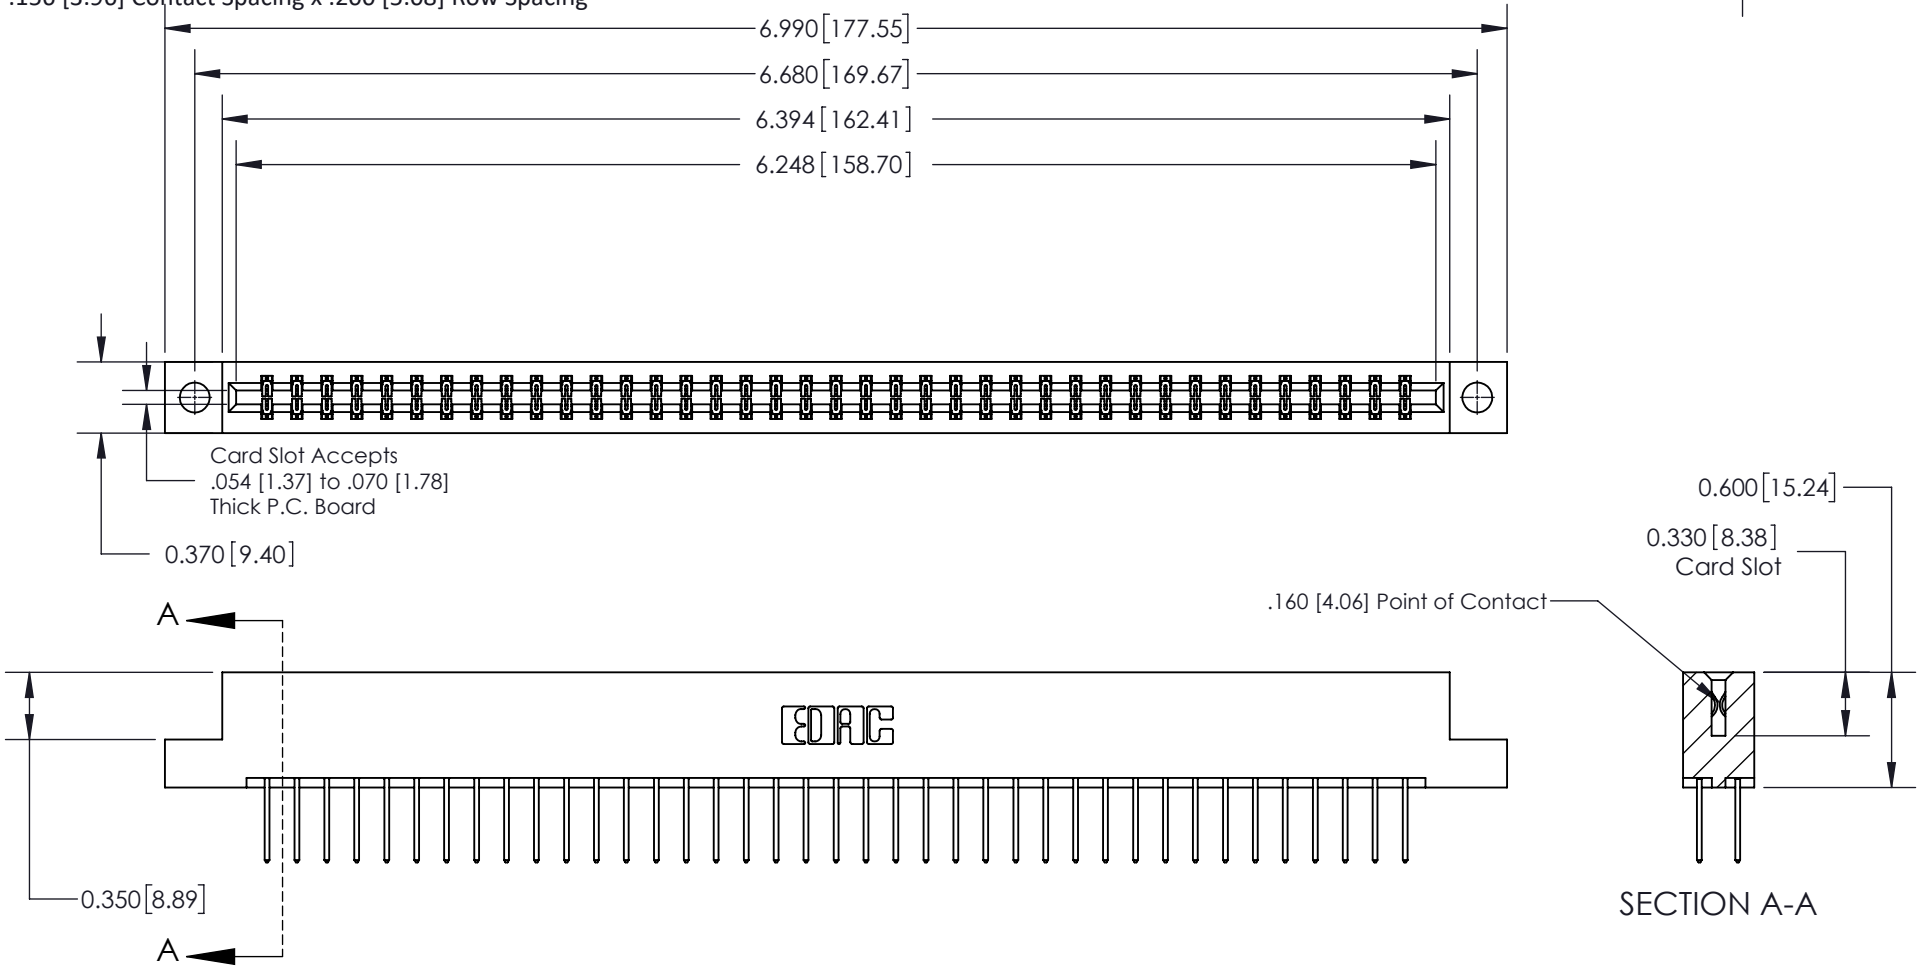 .156 [3.96] Contact Spacing x .200 [5.08] Row Spacing
6.990[177.55]
6.680[169.67]
6.394[162.41]
6.248[158.70]
Card Slot Accepts
.054 [1.37] to .070 [1.78]
Thick P.C. Board
0.370[9.40]
0.600[15.24]
0.330[8.38]
Card Slot
.160 [4.06] Point of Contact
A
EDAC
0.350[8.89]
A
SECTION A-A